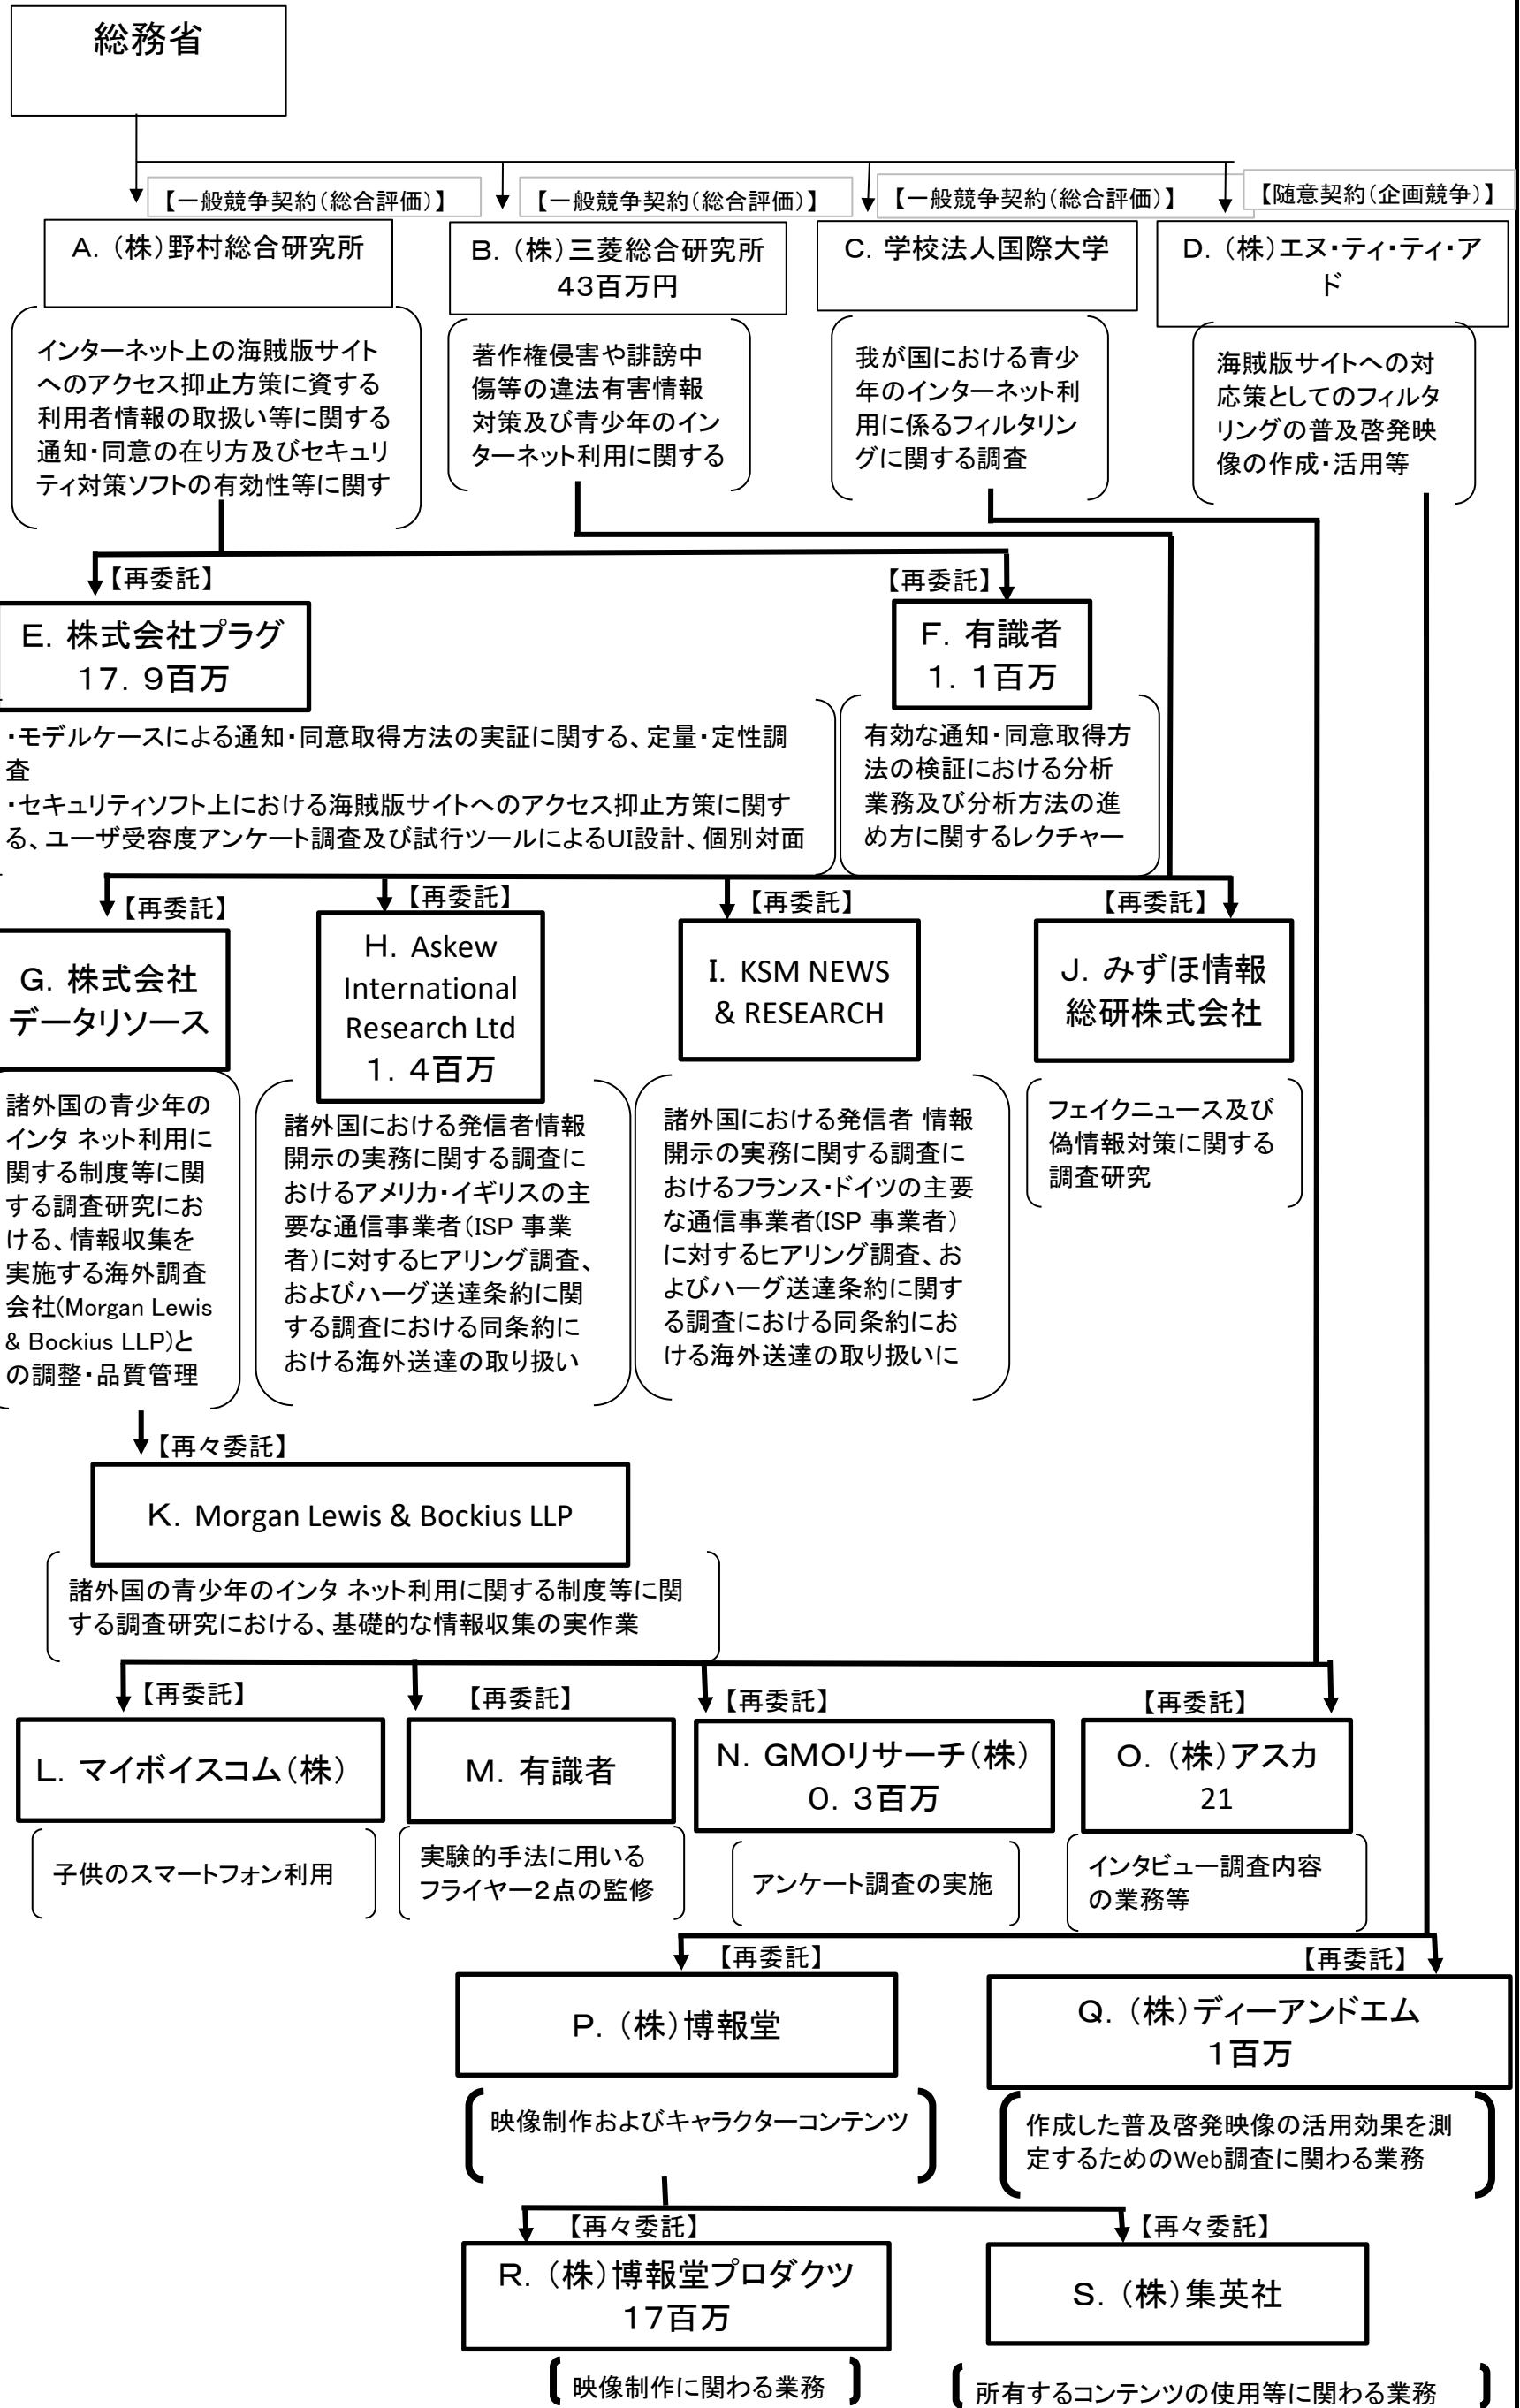 総務省
【一般競争契約(総合評価)】
【一般競争契約(総合評価)】
【一般競争契約(総合評価)】
【随意契約(企画競争)】
A．（株）野村総合研究所
B．（株）三菱総合研究所
43百万円
C．学校法人国際大学
D．（株）エヌ・ティ・ティ・ア
ド
インターネット上の海賊版サイト
へのアクセス抑止方策に資する
利用者情報の取扱い等に関する
通知・同意の在り方及びセキュリ
ティ対策ソフトの有効性等に関す
著作権侵害や誹謗中
傷等の違法有害情報
対策及び青少年のイン
ターネット利用に関する
我が国における青少
年のインターネット利
用に係るフィルタリン
グに関する調査
海賊版サイトへの対
応策としてのフィルタ
リングの普及啓発映
像の作成・活用等
【再委託】
【再委託】
E．株式会社プラグ
17．9百万
F．有識者
1．1百万
・モデルケースによる通知・同意取得方法の実証に関する、定量・定性調
査
・セキュリティソフト上における海賊版サイトへのアクセス抑止方策に関す
る、ユーザ受容度アンケート調査及び試行ツールによるUI設計、個別対面
有効な通知・同意取得方
法の検証における分析
業務及び分析方法の進
め方に関するレクチャー
【再委託】
【再委託】
【再委託】
【再委託】
G．株式会社
データリソース
H．Askew
International
Research Ltd
1．4百万
I．KSM NEWS
& RESEARCH
J．みずほ情報
総研株式会社
諸外国の青少年の
インタ ネット利用に
関する制度等に関
する調査研究にお
ける、情報収集を
実施する海外調査
会社(Morgan Lewis
& Bockius LLP)と
の調整・品質管理
諸外国における発信者情報
開示の実務に関する調査に
おけるアメリカ・イギリスの主
要な通信事業者（ISP 事業
者）に対するヒアリング調査、
およびハーグ送達条約に関
する調査における同条約に
おける海外送達の取り扱い
諸外国における発信者 情報
開示の実務に関する調査に
おけるフランス・ドイツの主要
な通信事業者(ISP 事業者）
に対するヒアリング調査、お
よびハーグ送達条約に関す
る調査における同条約にお
ける海外送達の取り扱いに
フェイクニュース及び
偽情報対策に関する
調査研究
【再々委託】
K．Morgan Lewis & Bockius LLP
諸外国の青少年のインタ ネット利用に関する制度等に関
する調査研究における、基礎的な情報収集の実作業
【再委託】
【再委託】
【再委託】
【再委託】
L．マイボイスコム（株）
M．有識者
N．GMOリサーチ（株）
0．3百万
O．（株）アスカ
21
子供のスマートフォン利用
実験的手法に用いる
フライヤー2点の監修
アンケート調査の実施
インタビュー調査内容
の業務等
【再委託】
【再委託】
P．（株）博報堂
Q．（株）ディーアンドエム
1百万
映像制作およびキャラクターコンテンツ
作成した普及啓発映像の活用効果を測
定するためのWeb調査に関わる業務
【再々委託】
【再々委託】
R．（株）博報堂プロダクツ
17百万
S．（株）集英社
映像制作に関わる業務
所有するコンテンツの使用等に関わる業務